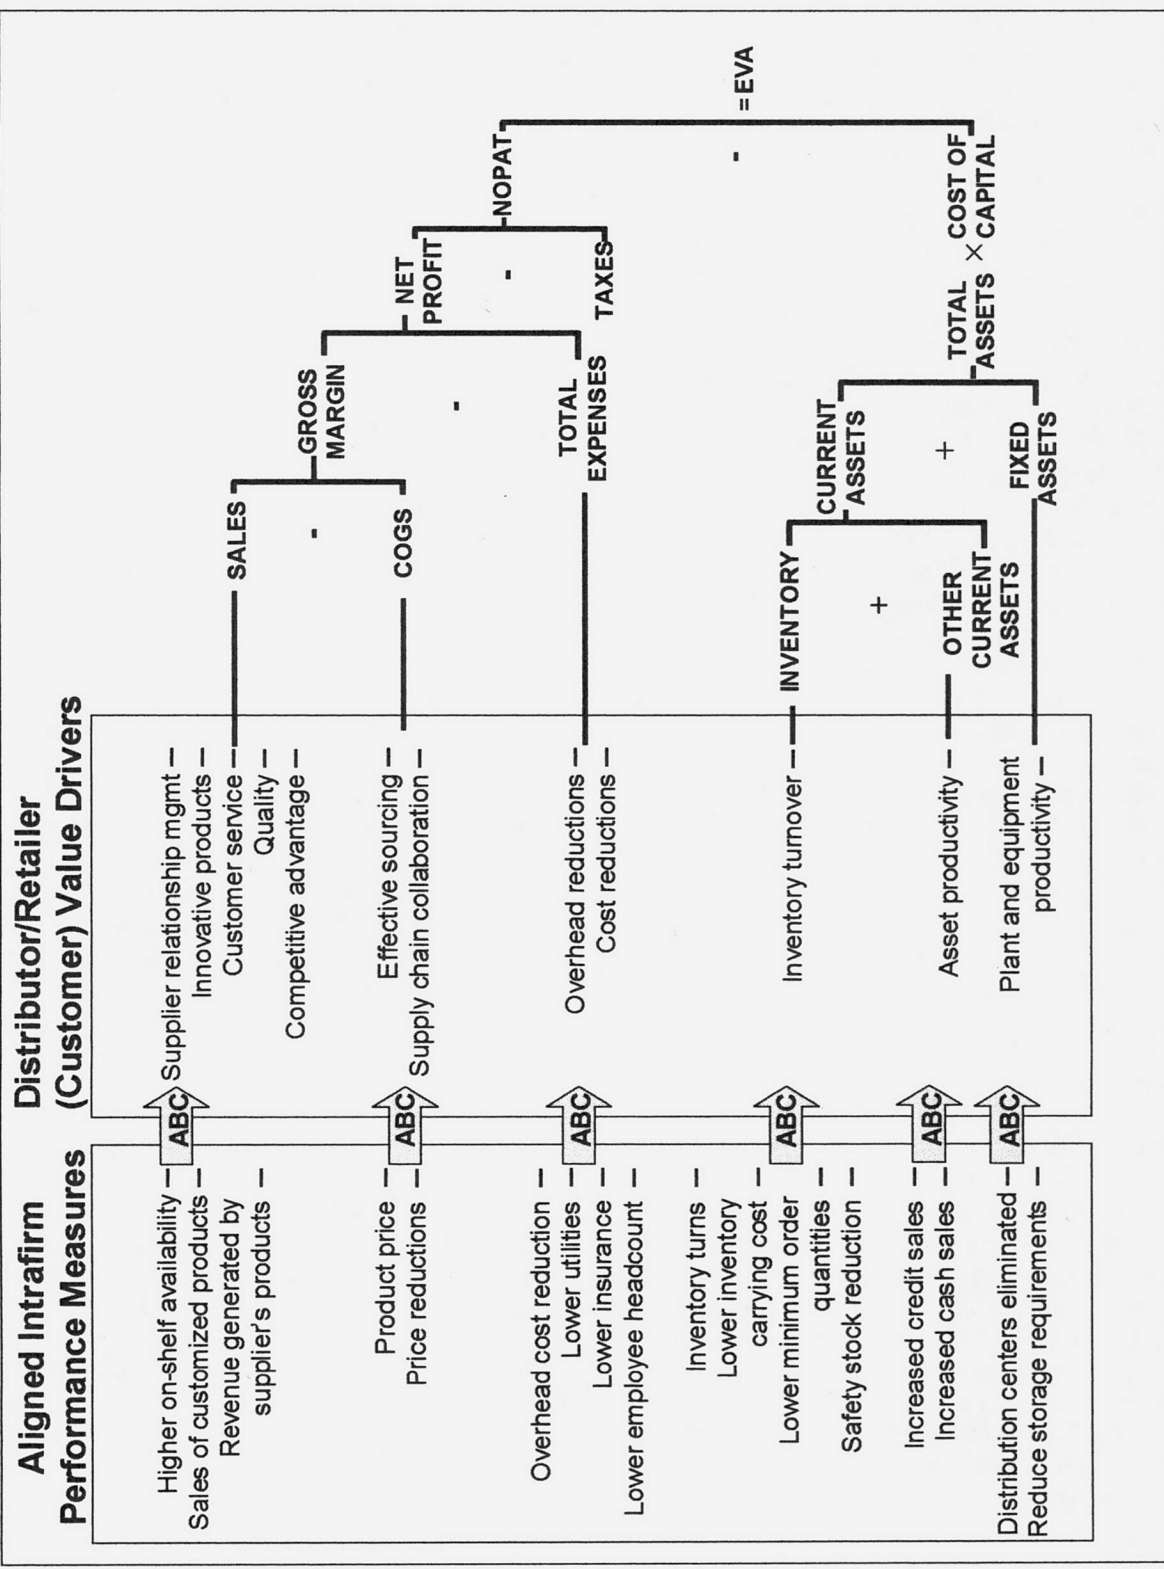 Aligned Intrafirm
Performance Measures
Higher on-shelf availability
Sales of customized products
Revenue generated by
supplier's products
Product price
Price reductions
Overhead cost reduction
Lower utilities
Lower insurance
Lower employee headcount
Inventory turns
Lower inventory
carrying cost
Lower minimum order
quantities
Safety stock reduction
Increased credit sales
Increased cash sales
Distribution centers eliminated
Reduce storage requirements
ABC
ABC
ABC
ABC
ABC
ABC
Distributor/Retailer
(Customer) Value Drivers
Supplier relationship mgmt
Innovative products
Customer service
Quality
Competitive advantage
Effective sourcing
Supply chain collaboration
Overhead reductions
Cost reductions
Inventory turnover
Asset productivity
Plant and equipment
productivity
SALES
-
COGS
GROSS
MARGIN
-
TOTAL
EXPENSES
NET
PROFIT
-
TAXES
NOPAT
-
INVENTORY
+
OTHER
CURRENT
ASSETS
CURRENT
ASSETS
+
FIXED
ASSETS
TOTAL
ASSETS
×
COST OF
CAPITAL
= EVA